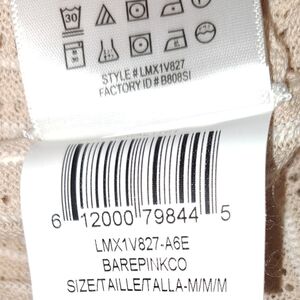 30
STYLE # LMX1V827
FACTORY ID # B808SI
6 12000 79844 5
LMX1V827-A6E
BAREPINKCO
SIZE/TAILLE/TALLA-M/M/M